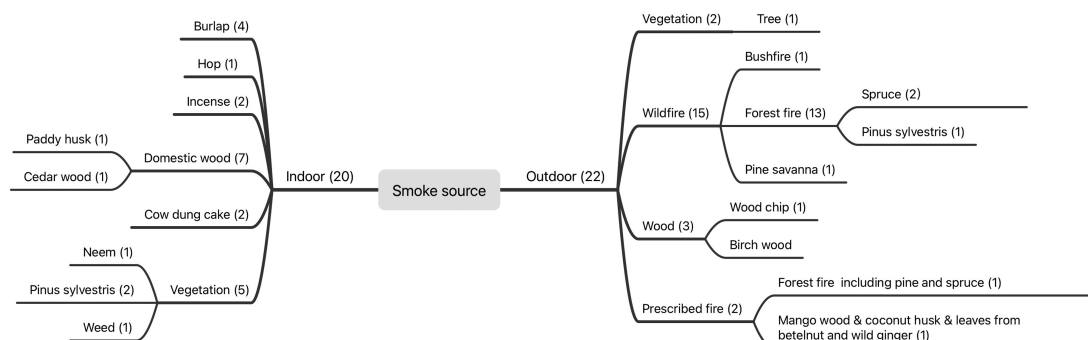 Smoke source
Indoor (20)
Burlap (4)
Hop (1)
Incense (2)
Domestic wood (7)
Paddy husk (1)
Cedar wood (1)
Cow dung cake (2)
Vegetation (5)
Neem (1)
Pinus sylvestris (2)
Weed (1)
Outdoor (22)
Vegetation (2)
Tree (1)
Wildfire (15)
Bushfire (1)
Forest fire (13)
Spruce (2)
Pinus sylvestris (1)
Pine savanna (1)
Wood (3)
Wood chip (1)
Birch wood
Prescribed fire (2)
Forest fire  including pine and spruce (1)
Mango wood & coconut husk & leaves from
betelnut and wild ginger (1)